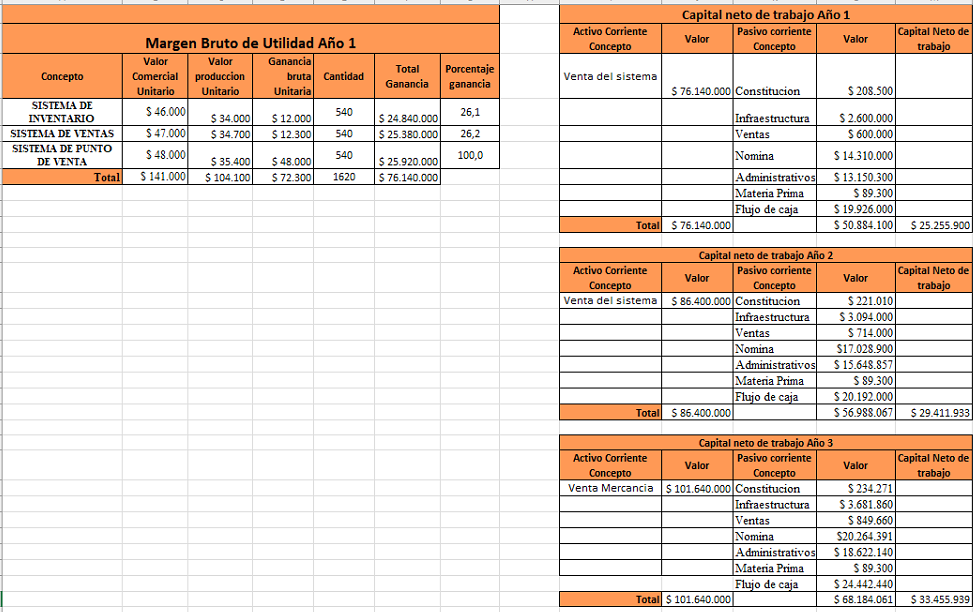 Margen Bruto de Utilidad Año 1
Concepto Valor Comercial Unitario Valor produccion Unitario Ganancia bruta Unitaria Cantidad Total Ganancia Porcentaje ganancia
SISTEMA DE INVENTARIO $ 46.000 $ 34.000 $ 12.000 540 $ 24.840.000 26,1
SISTEMA DE VENTAS $ 47.000 $ 34.700 $ 12.300 540 $ 25.380.000 26,2
SISTEMA DE PUNTO DE VENTA $ 48.000 $ 35.400 $ 48.000 540 $ 25.920.000 100,0
Total $ 141.000 $ 104.100 $ 72.300 1620 $ 76.140.000
Capital neto de trabajo Año 1
Activo Corriente Concepto Valor Pasivo corriente Concepto Valor Capital Neto de trabajo
Venta del sistema $ 76.140.000 Constitucion $ 208.500
Infraestructura $ 2.600.000
Ventas $ 600.000
Nomina $ 14.310.000
Administrativos $ 13.150.300
Materia Prima $ 89.300
Flujo de caja $ 19.926.000
Total $ 76.140.000 $ 50.884.100 $ 25.255.900
Capital neto de trabajo Año 2
Activo Corriente Concepto Valor Pasivo corriente Concepto Valor Capital Neto de trabajo
Venta del sistema $ 86.400.000 Constitucion $ 221.010
Infraestructura $ 3.094.000
Ventas $ 714.000
Nomina $17.028.900
Administrativos $ 15.648.857
Materia Prima $ 89.300
Flujo de caja $ 20.192.000
Total $ 86.400.000 $ 56.988.067 $ 29.411.933
Capital neto de trabajo Año 3
Activo Corriente Concepto Valor Pasivo corriente Concepto Valor Capital Neto de trabajo
Venta Mercancia $ 101.640.000 Constitucion $ 234.271
Infraestructura $ 3.681.860
Ventas $ 849.660
Nomina $20.264.391
Administrativos $ 18.622.140
Materia Prima $ 89.300
Flujo de caja $ 24.442.440
Total $ 101.640.000 $ 68.184.061 $ 33.455.939